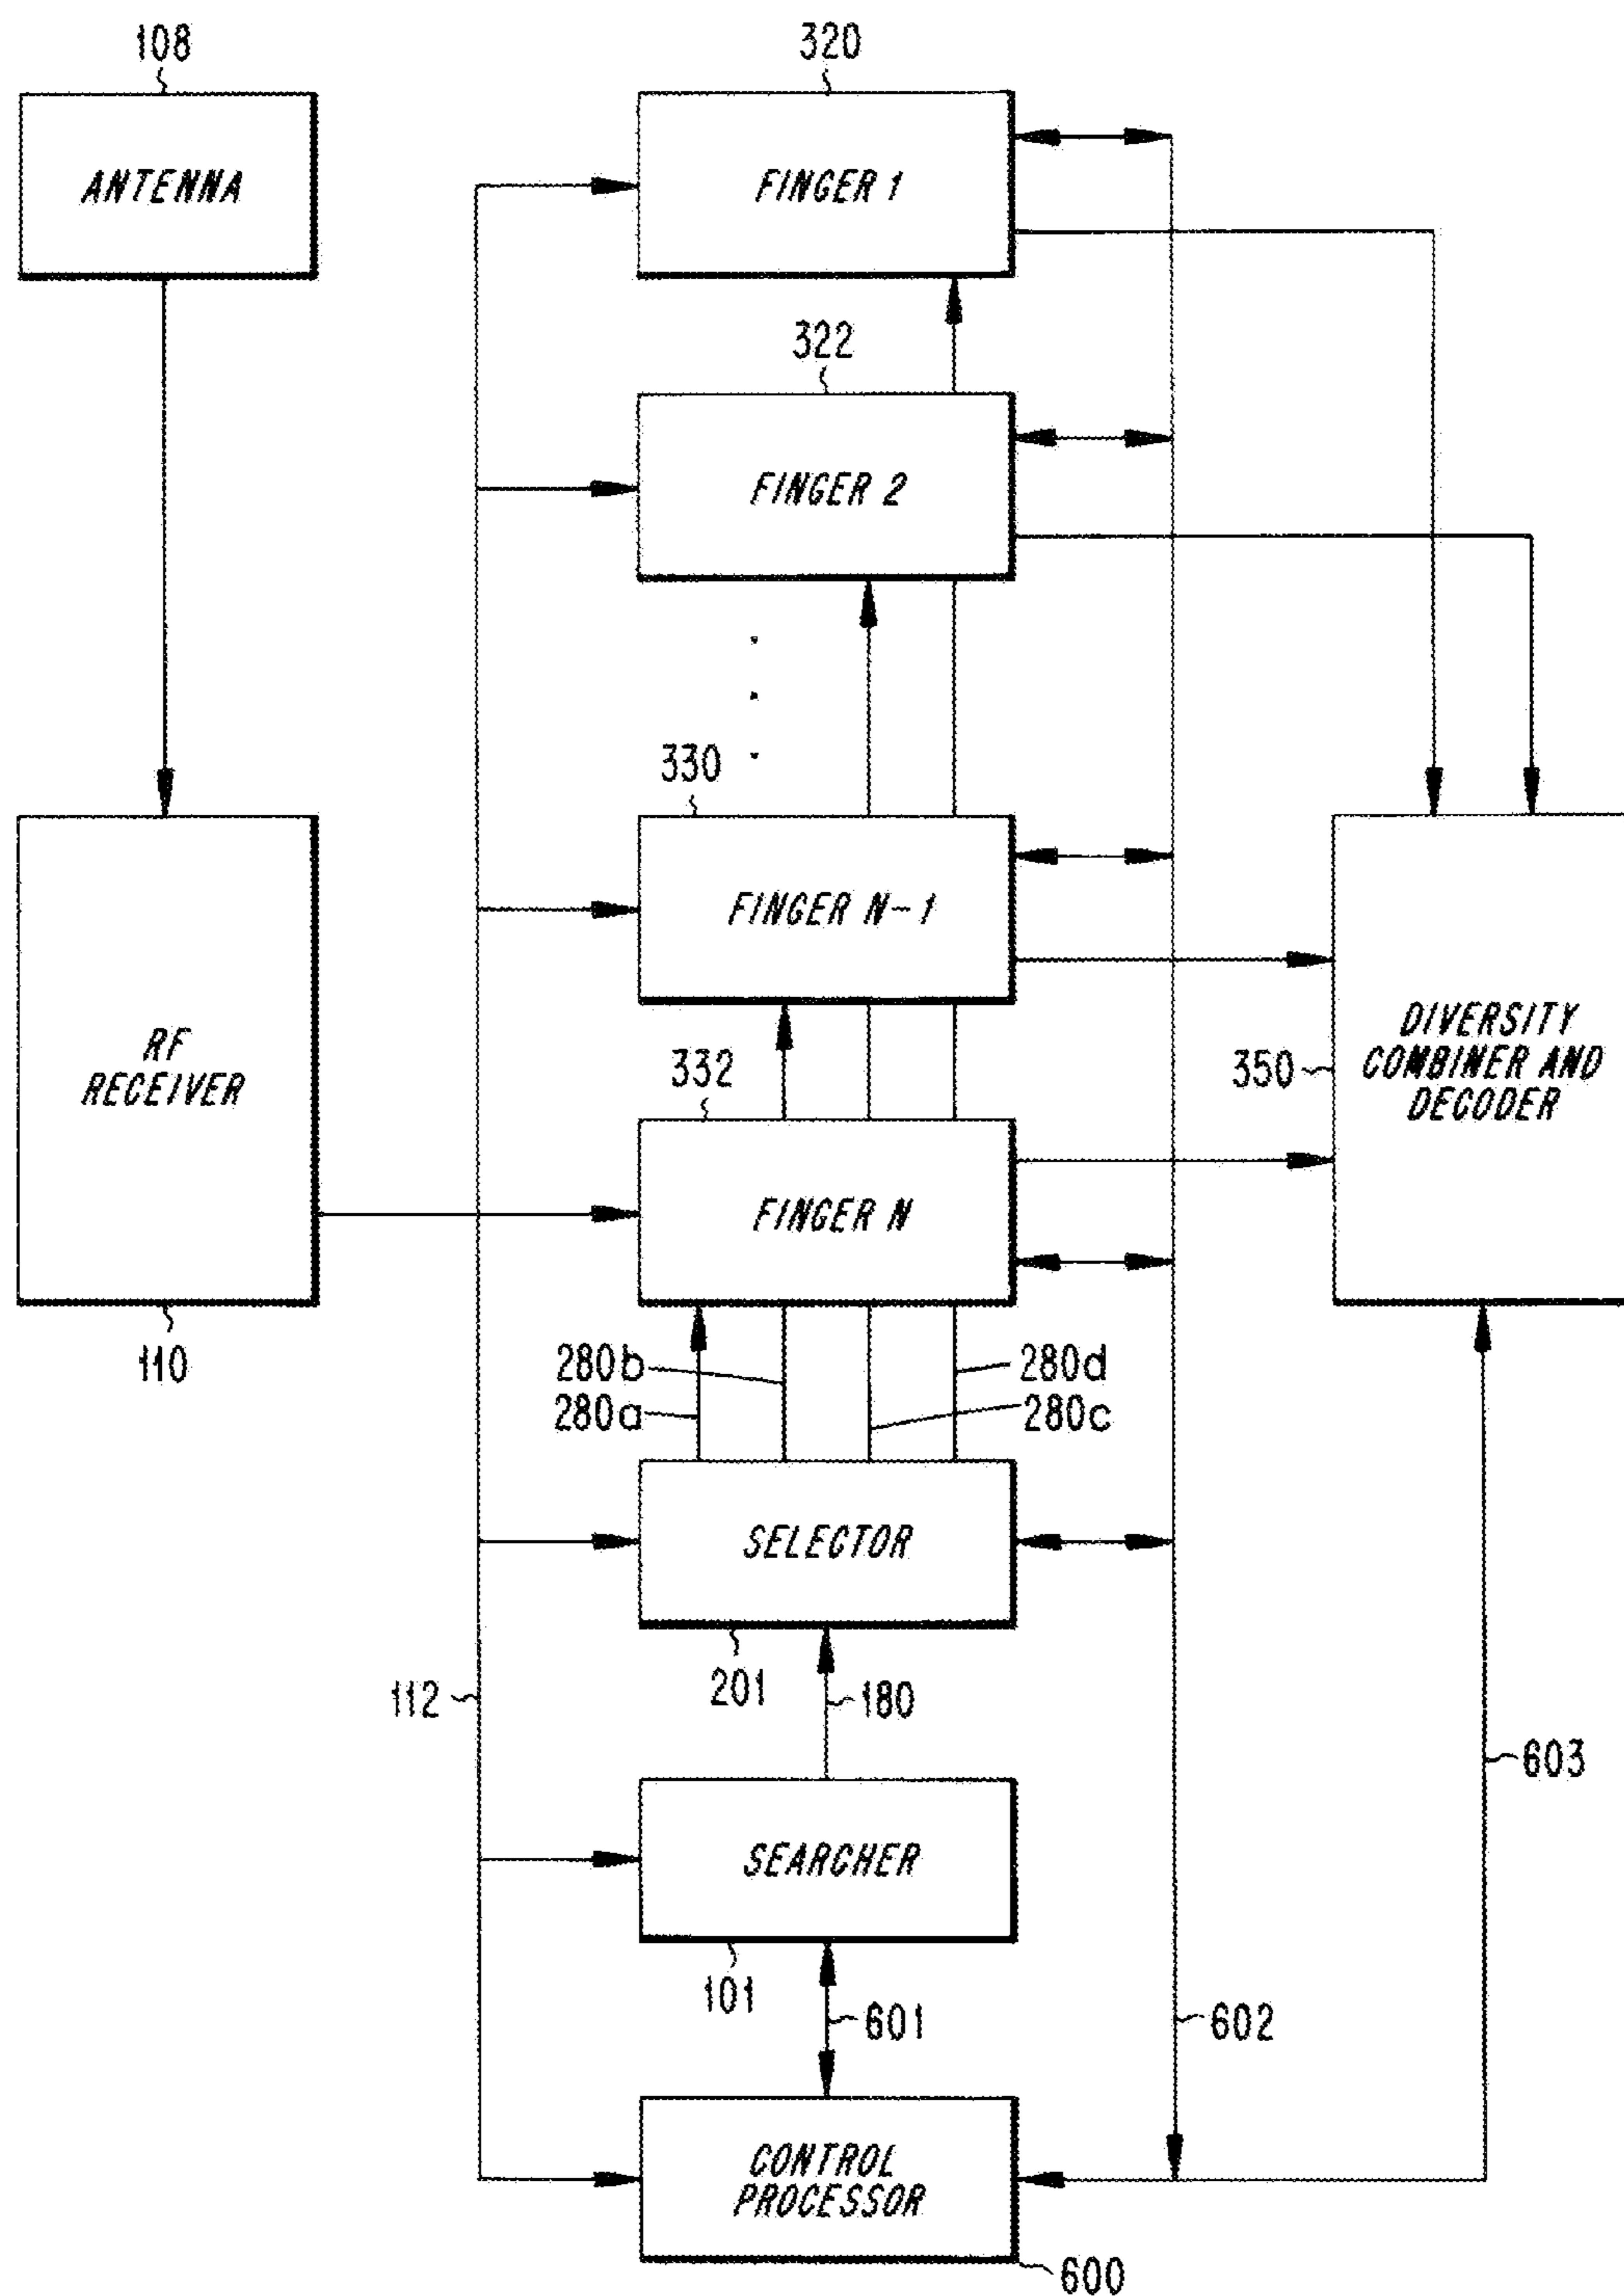 108
320
ANTENNA
FINGER 1
322
FINGER 2
330
FINGER N-1
RF
RECEIVER
332
350
DIVERSITY
COMBINER AND
DECODER
FINGER N
110
280b
280d
280a
280c
SELECTOR
112
201
180
603
SEARCHER
101
601
602
CONTROL
PROCESSOR
600